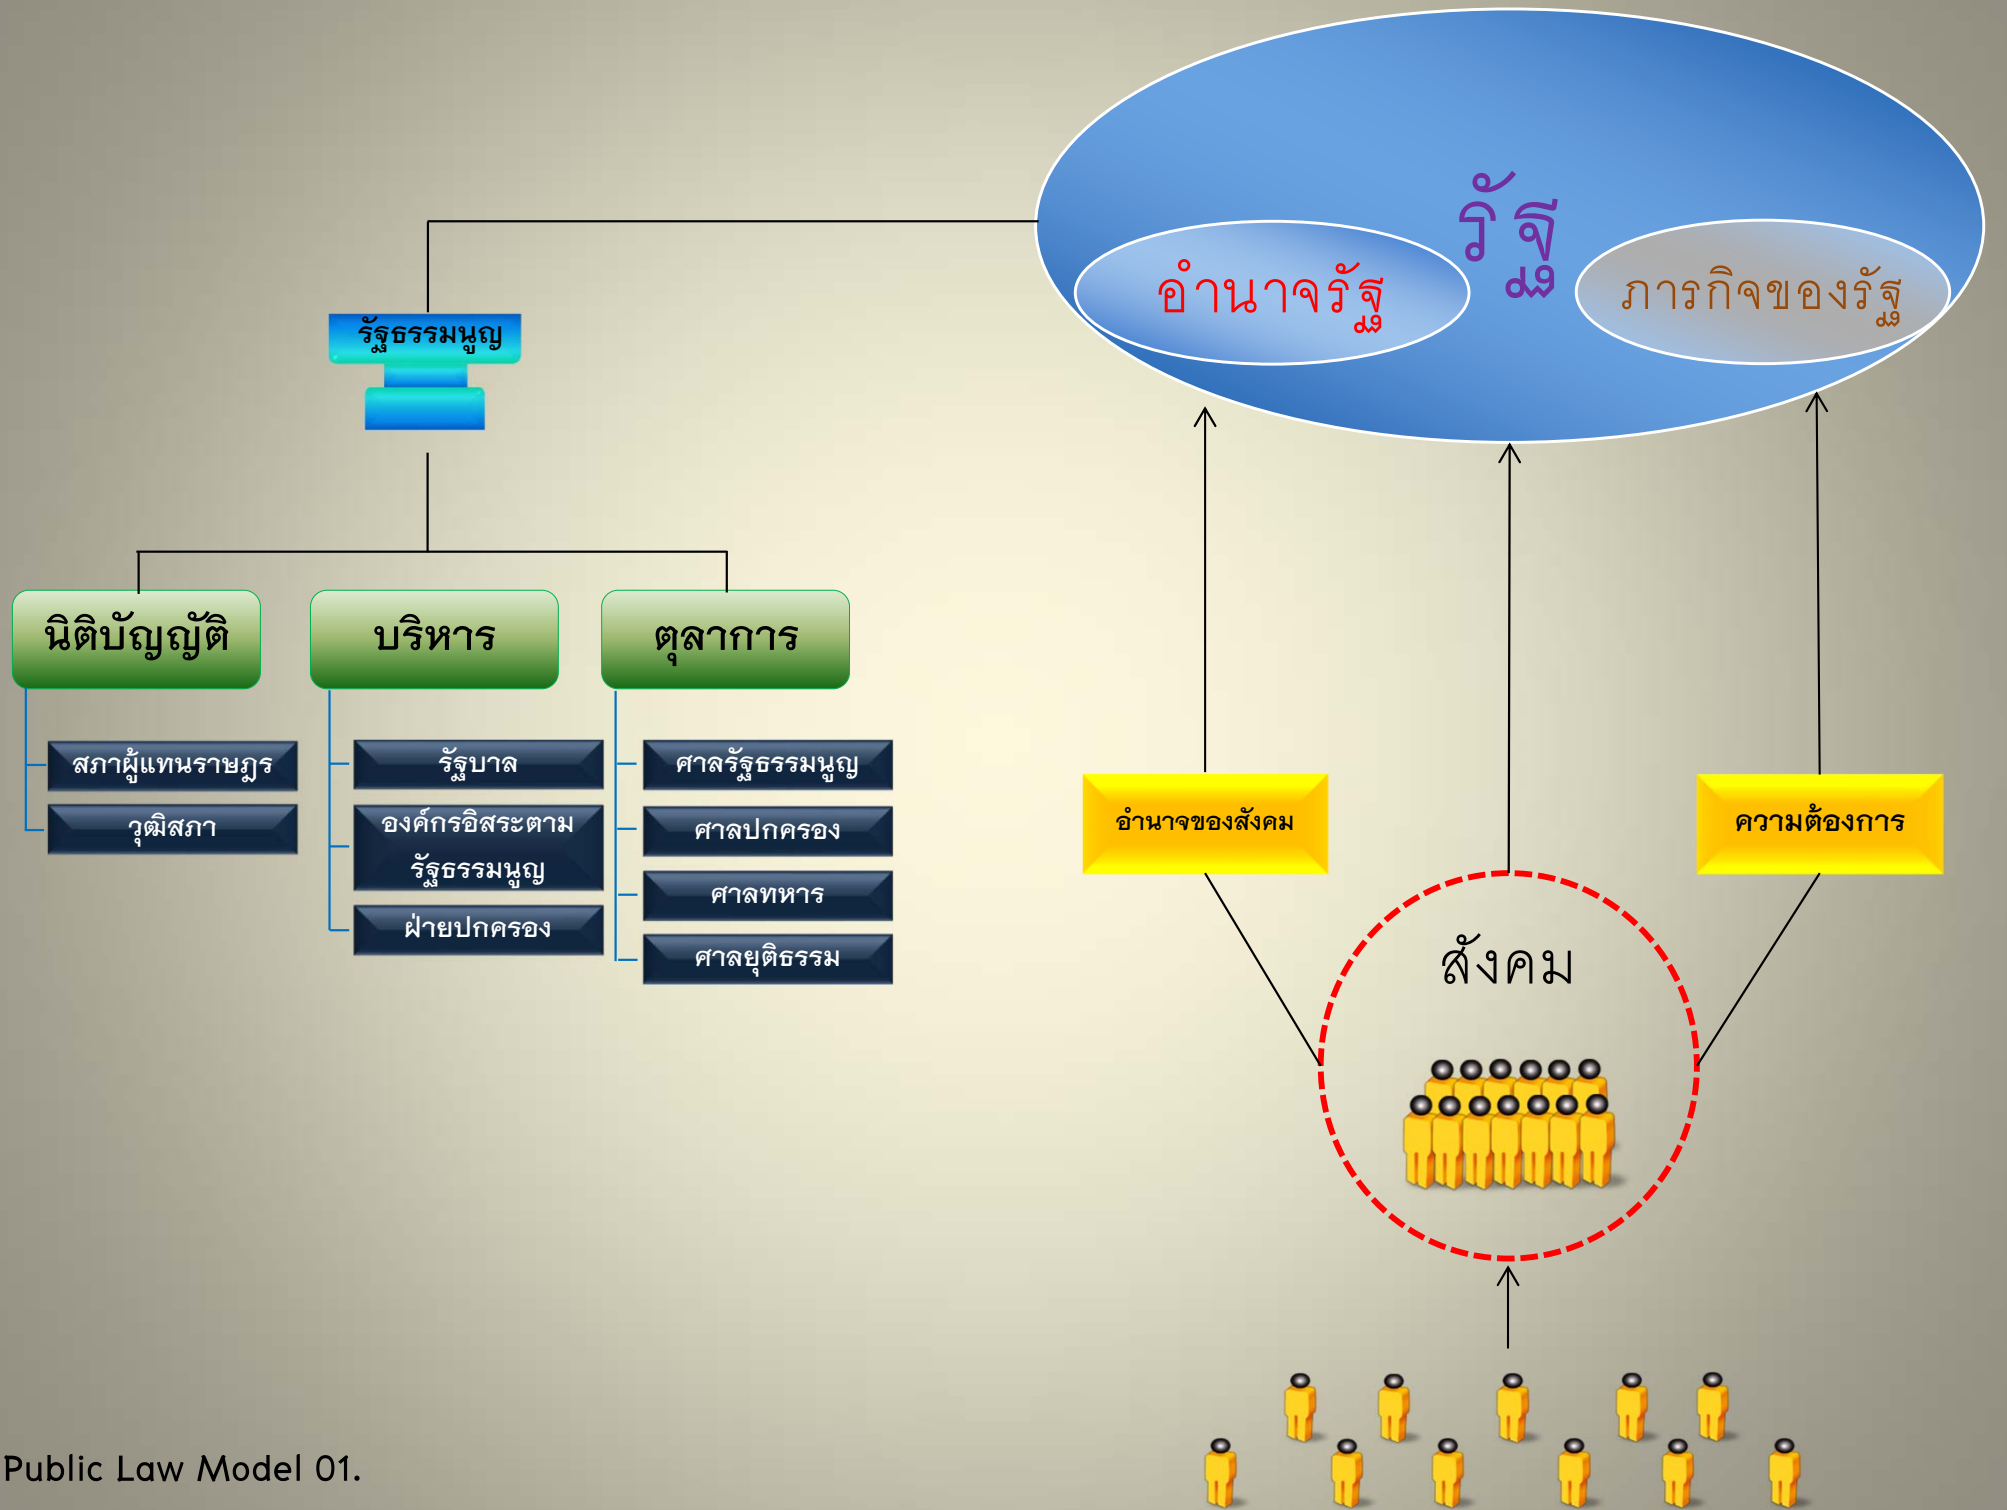 รัฐ
อำนาจรัฐ
ภารกิจของรัฐ
รัฐธรรมนูญ
นิติบัญญัติ
บริหาร
ตุลาการ
สภาผู้แทนราษฎร
วุฒิสภา
รัฐบาล
องค์กรอิสระตาม
รัฐธรรมนูญ
ฝ่ายปกครอง
ศาลรัฐธรรมนูญ
ศาลปกครอง
ศาลทหาร
ศาลยุติธรรม
อำนาจของสังคม
ความต้องการ
สังคม
Public Law Model 01.